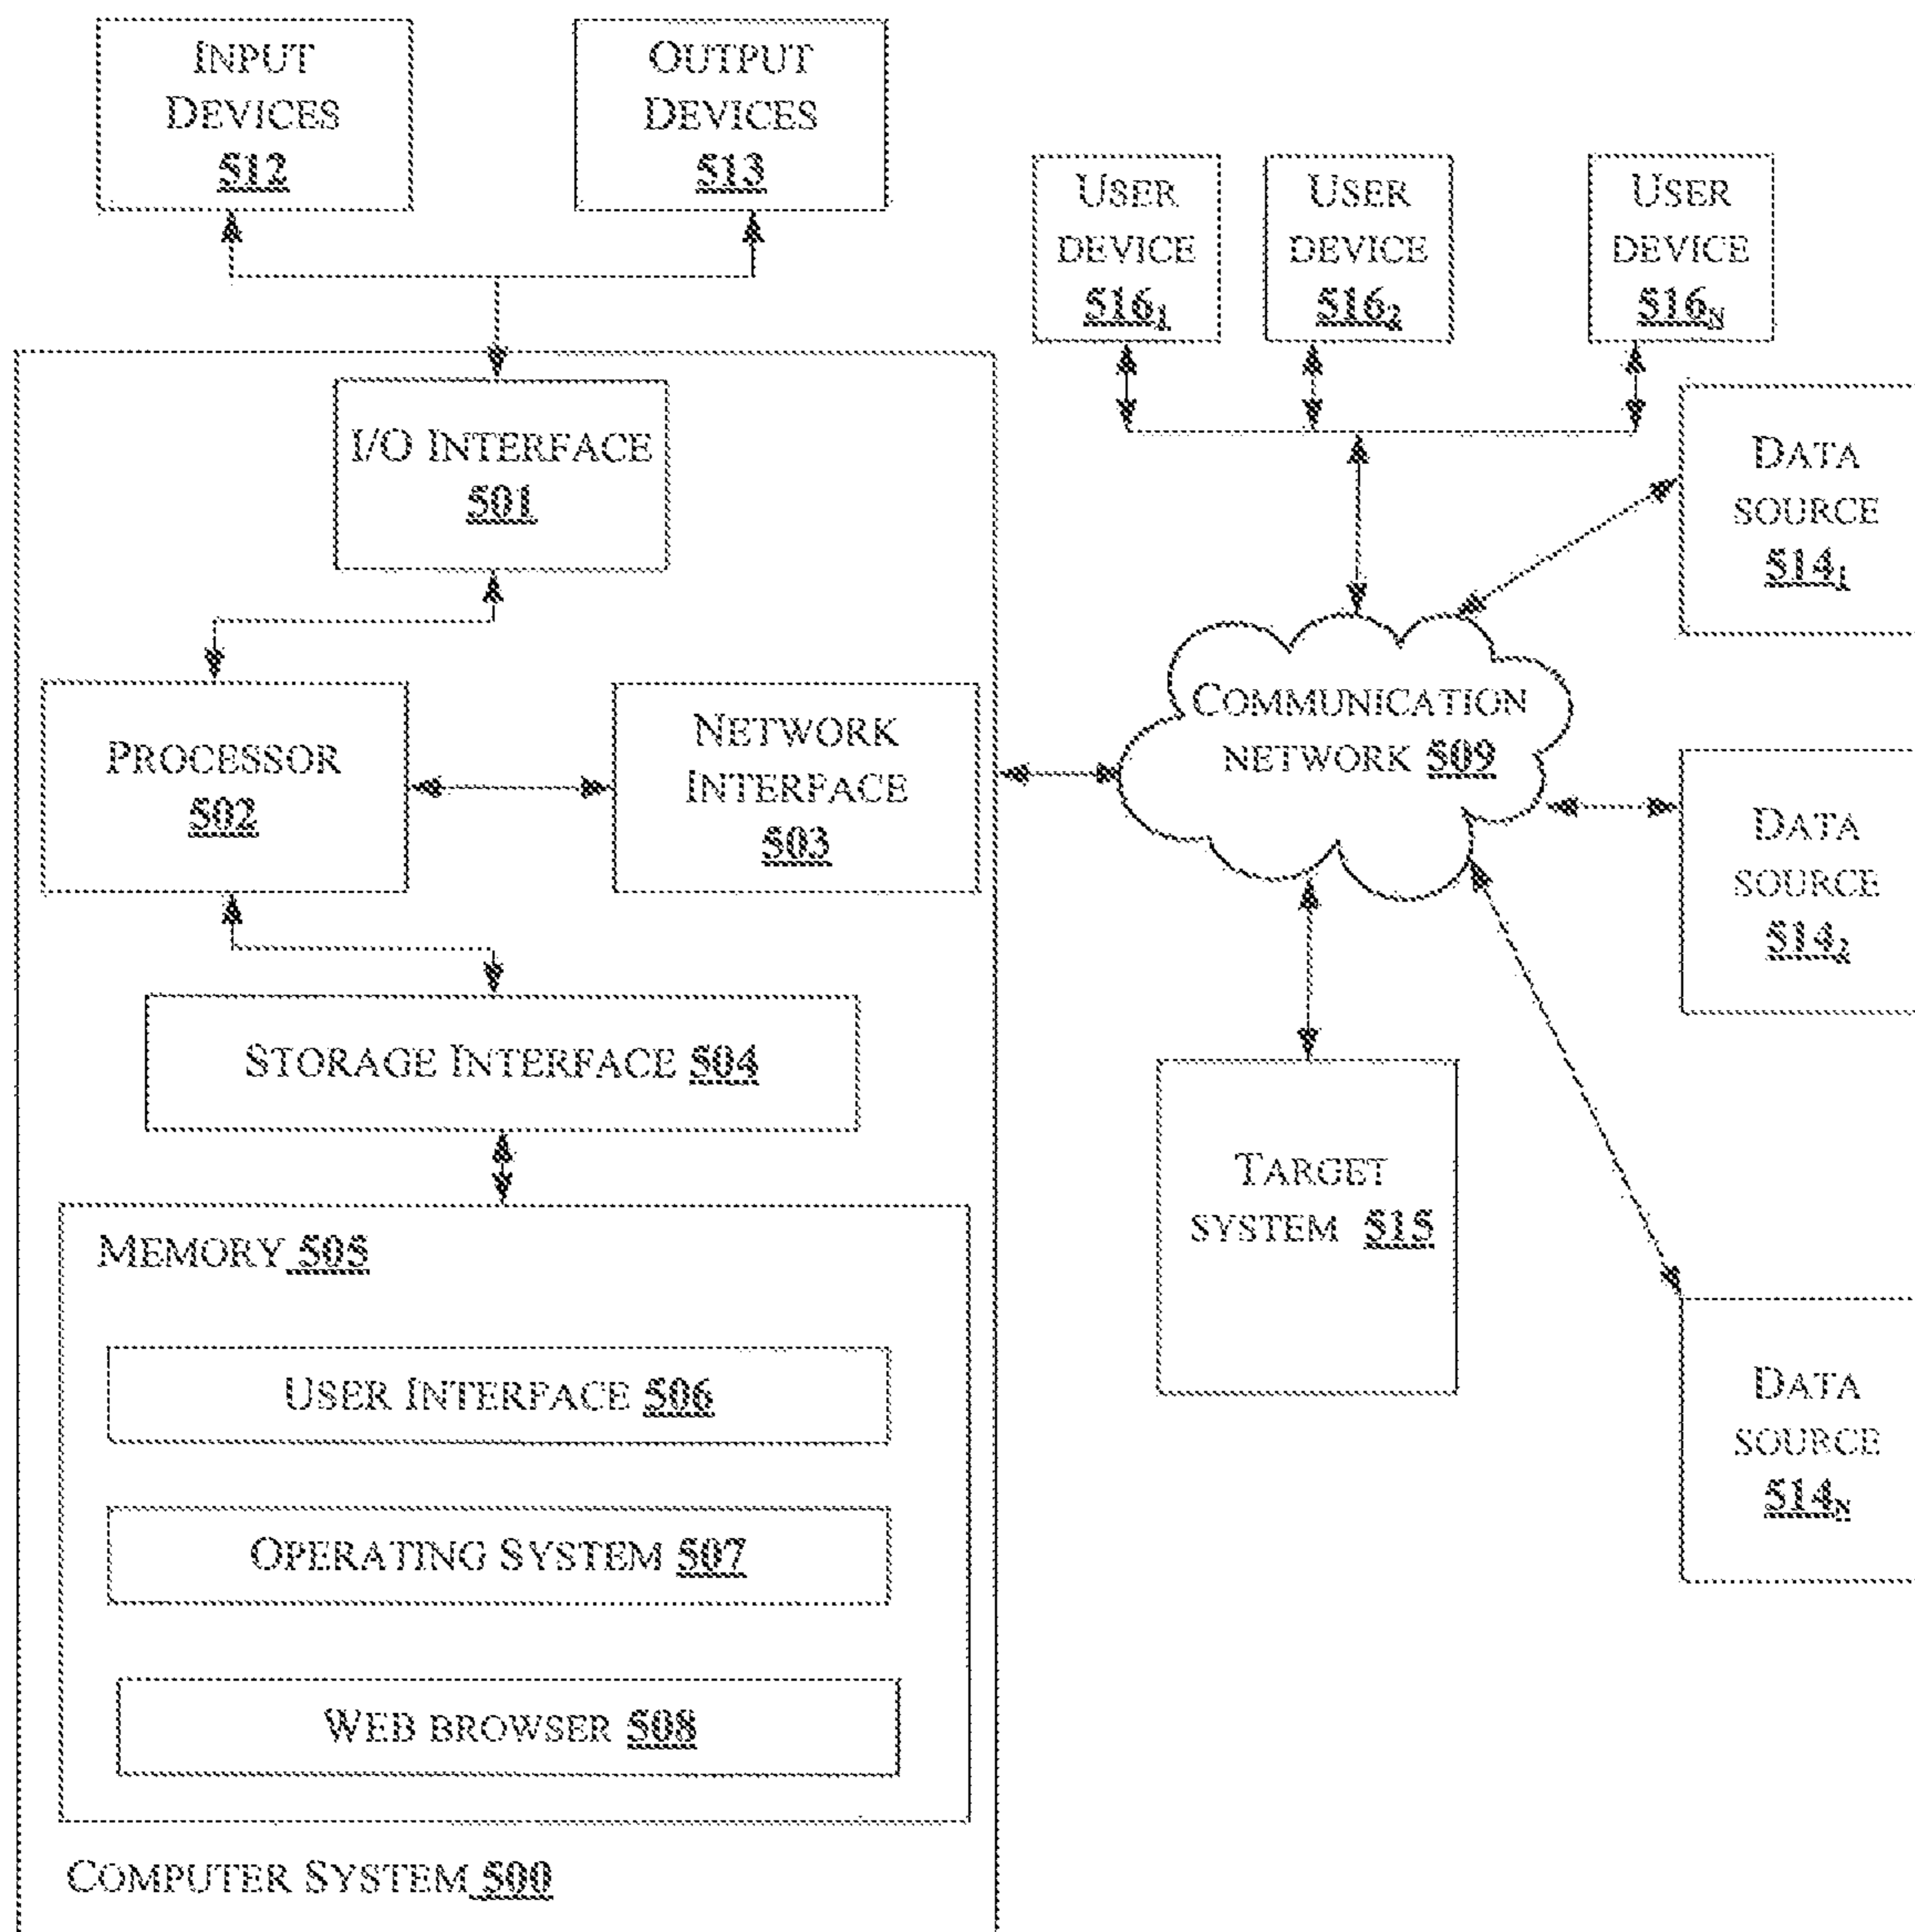 INPUT
DEVICES
512
OUTPUT
DEVICES
513
USER
DEVICE
516₁
USER
DEVICE
516₂
USER
DEVICE
516ₙ
I/O INTERFACE
501
PROCESSOR
502
NETWORK
INTERFACE
503
STORAGE INTERFACE 504
MEMORY 505
USER INTERFACE 506
OPERATING SYSTEM 507
WEB BROWSER 508
COMPUTER SYSTEM 500
COMMUNICATION
NETWORK 509
TARGET
SYSTEM 515
DATA
SOURCE
514₁
DATA
SOURCE
514₂
DATA
SOURCE
514ₙ